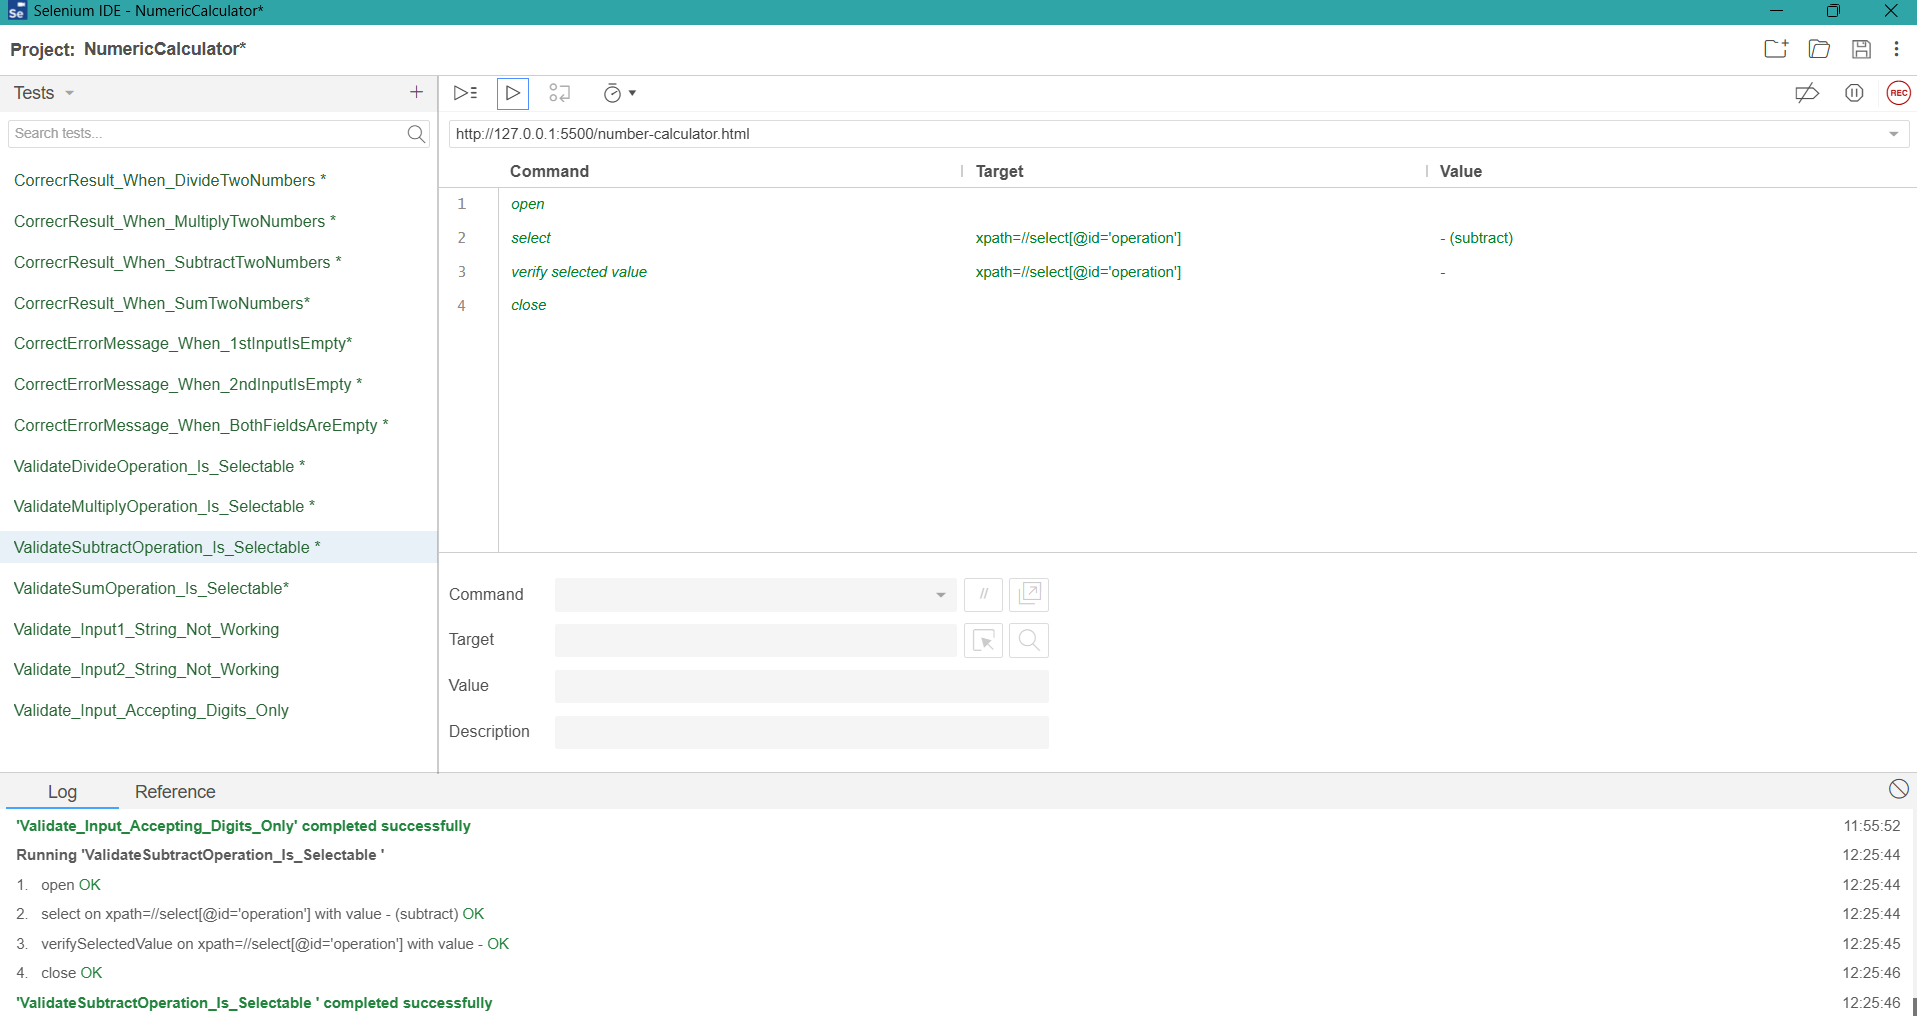 Se Selenium IDE - NumericCalculator*
Project: NumericCalculator*
Tests
Search tests...
CorrecrResult_When_DivideTwoNumbers *
CorrecrResult_When_MultiplyTwoNumbers *
CorrecrResult_When_SubtractTwoNumbers *
CorrecrResult_When_SumTwoNumbers*
CorrectErrorMessage_When_1stInputIsEmpty*
CorrectErrorMessage_When_2ndInputIsEmpty *
CorrectErrorMessage_When_BothFieldsAreEmpty *
ValidateDivideOperation_Is_Selectable *
ValidateMultiplyOperation_Is_Selectable *
ValidateSubtractOperation_Is_Selectable *
ValidateSumOperation_Is_Selectable*
Validate_Input1_String_Not_Working
Validate_Input2_String_Not_Working
Validate_Input_Accepting_Digits_Only
REC
http://127.0.0.1:5500/number-calculator.html
Command Target Value
1 open
2 select xpath=//select[@id='operation'] - (subtract)
3 verify selected value xpath=//select[@id='operation'] -
4 close
Command //
Target
Value
Description
Log Reference
'Validate_Input_Accepting_Digits_Only' completed successfully 11:55:52
Running 'ValidateSubtractOperation_Is_Selectable ' 12:25:44
1. open OK 12:25:44
2. select on xpath=//select[@id='operation'] with value - (subtract) OK 12:25:44
3. verifySelectedValue on xpath=//select[@id='operation'] with value - OK 12:25:45
4. close OK 12:25:46
'ValidateSubtractOperation_Is_Selectable ' completed successfully 12:25:46